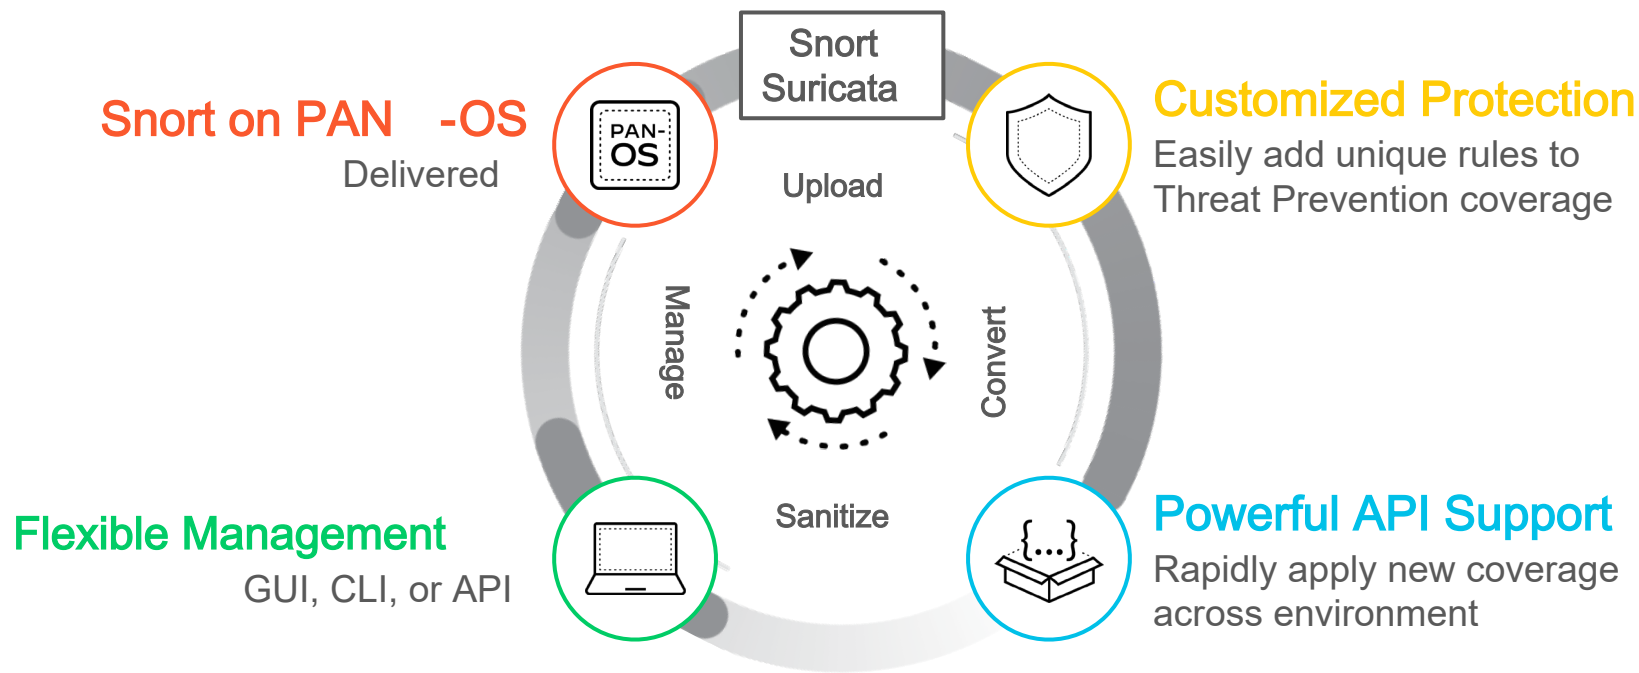 Snort
Suricata
Snort on PAN -OS
Delivered
PAN-
OS
Customized Protection
Easily add unique rules to
Threat Prevention coverage
Upload
Manage
Convert
Sanitize
Flexible Management
GUI, CLI, or API
{...}
Powerful API Support
Rapidly apply new coverage
across environment